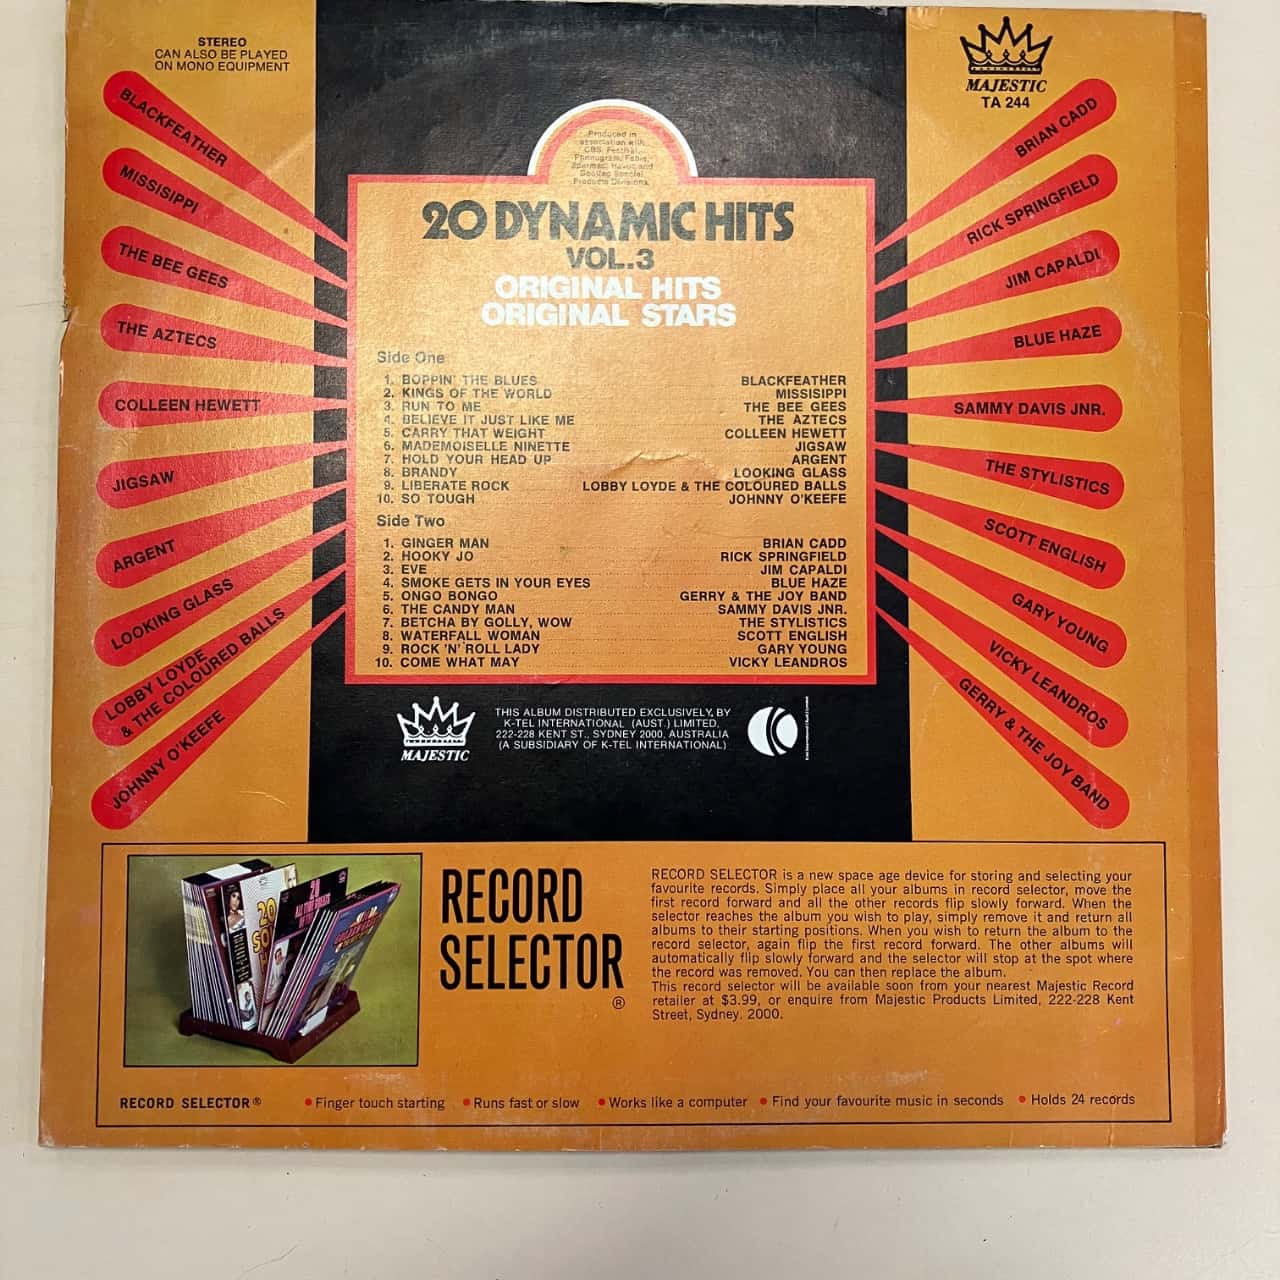 STEREO
CAN ALSO BE PLAYED
ON MONO EQUIPMENT
MAJESTIC
TA 244
BLACKFEATHER
MISSISIPPI
THE BEE GEES
THE AZTECS
COLLEEN HEWETT
JIGSAW
ARGENT
LOOKING GLASS
LOBBY LOYDE
& THE COLOURED BALLS
JOHNNY O'KEEFE
BRIAN CADD
RICK SPRINGFIELD
JIM CAPALDI
BLUE HAZE
SAMMY DAVIS JNR.
THE STYLISTICS
SCOTT ENGLISH
GARY YOUNG
VICKY LEANDROS
GERRY & THE JOY BAND
Produced in
association with
CBS, Festival,
Phonogram, Fable,
and
Special
Products Divisions.
20 DYNAMIC HITS
VOL.3
ORIGINAL HITS
ORIGINAL STARS
Side One
1. BOPPIN' THE BLUES BLACKFEATHER
2. KINGS OF THE WORLD MISSISIPPI
3. RUN TO ME THE BEE GEES
4. BELIEVE IT JUST LIKE ME THE AZTECS
5. CARRY THAT WEIGHT COLLEEN HEWETT
6. MADEMOISELLE NINETTE JIGSAW
7. HOLD YOUR HEAD UP ARGENT
8. BRANDY LOOKING GLASS
9. LIBERATE ROCK LOBBY LOYDE & THE COLOURED BALLS
10. SO TOUGH JOHNNY O'KEEFE
Side Two
1. GINGER MAN BRIAN CADD
2. HOOKY JO RICK SPRINGFIELD
3. EVE JIM CAPALDI
4. SMOKE GETS IN YOUR EYES BLUE HAZE
5. ONGO BONGO GERRY & THE JOY BAND
6. THE CANDY MAN SAMMY DAVIS JNR.
7. BETCHA BY GOLLY, WOW THE STYLISTICS
8. WATERFALL WOMAN SCOTT ENGLISH
9. ROCK 'N' ROLL LADY GARY YOUNG
10. COME WHAT MAY VICKY LEANDROS
MAJESTIC
THIS ALBUM DISTRIBUTED EXCLUSIVELY, BY
K-TEL INTERNATIONAL (AUST.) LIMITED,
222-228 KENT ST., SYDNEY 2000, AUSTRALIA
(A SUBSIDIARY OF K-TEL INTERNATIONAL)
RECORD
SELECTOR
®
RECORD SELECTOR is a new space age device for storing and selecting your
favourite records. Simply place all your albums in record selector, move the
first record forward and all the other records flip slowly forward. When the
selector reaches the album you wish to play, simply remove it and return all
albums to their starting positions. When you wish to return the album to the
record selector, again flip the first record forward. The other albums will
automatically flip slowly forward and the selector will stop at the spot where
the record was removed. You can then replace the album.
This record selector will be available soon from your nearest Majestic Record
retailer at $3.99, or enquire from Majestic Products Limited, 222-228 Kent
Street, Sydney. 2000.
RECORD SELECTOR ® • Finger touch starting • Runs fast or slow • Works like a computer • Find your favourite music in seconds • Holds 24 records